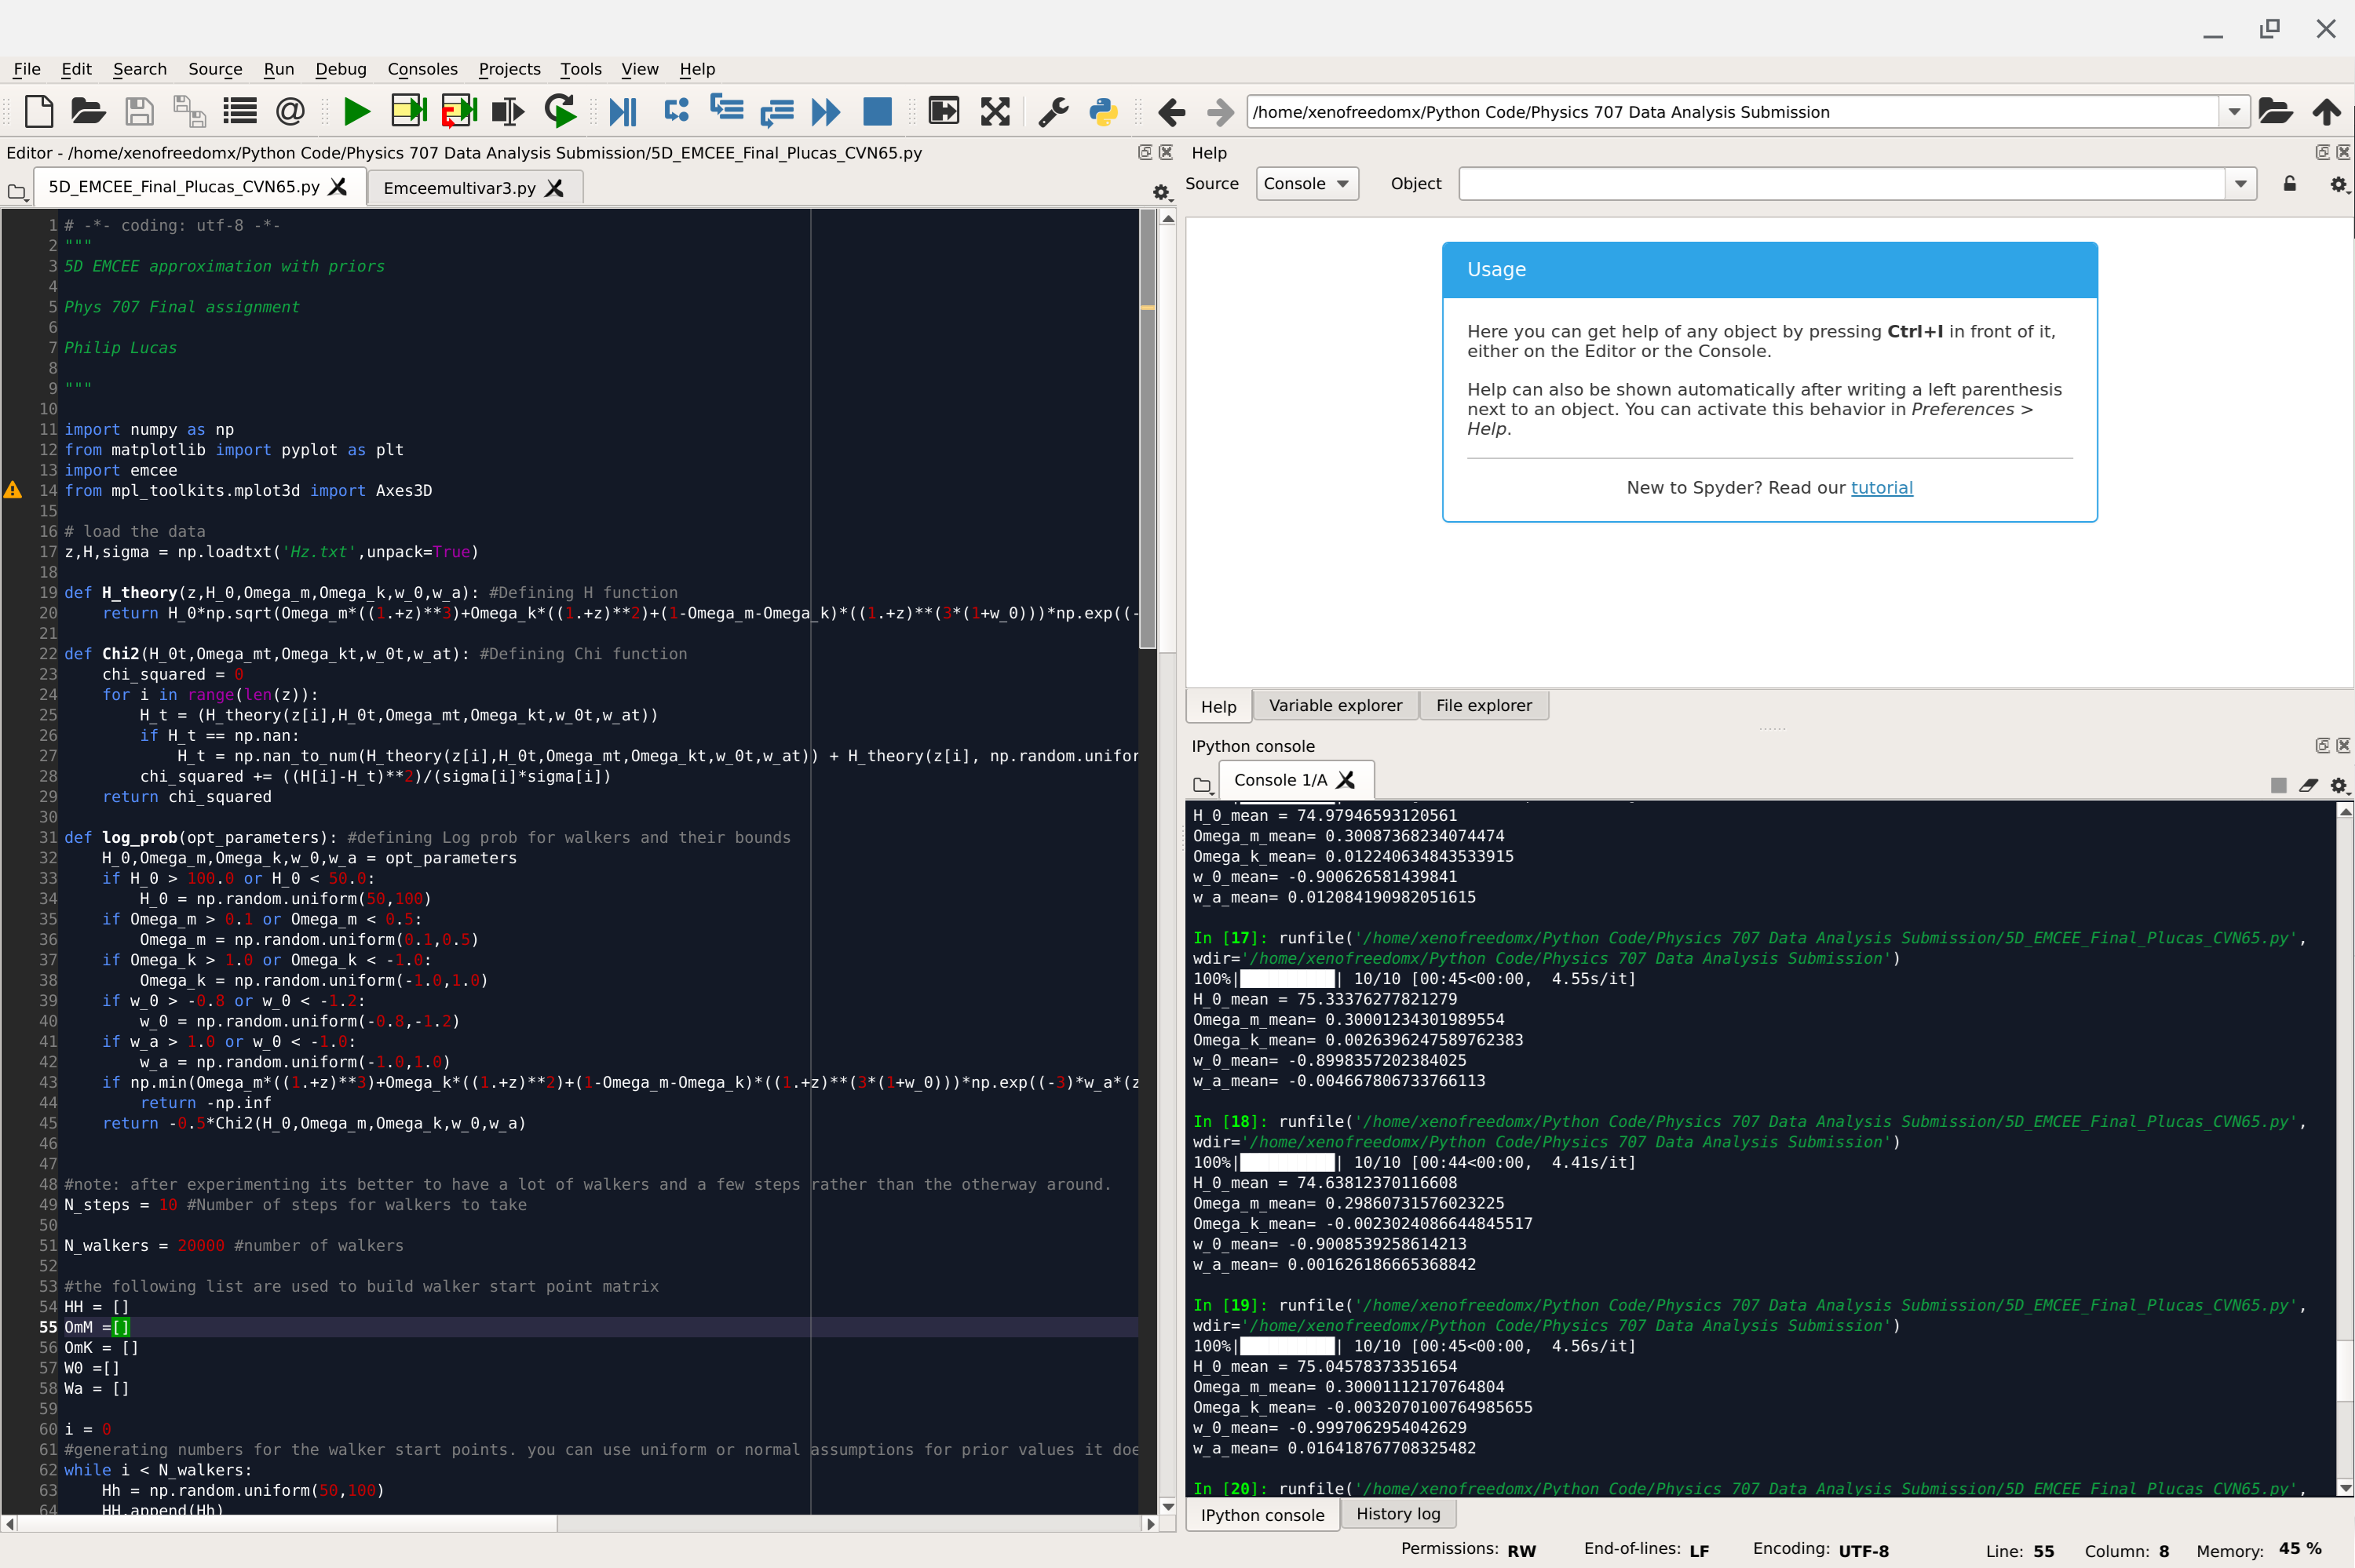 File Edit Search Source Run Debug Consoles Projects Tools View Help
/home/xenofreedomx/Python Code/Physics 707 Data Analysis Submission
Editor - /home/xenofreedomx/Python Code/Physics 707 Data Analysis Submission/5D_EMCEE_Final_Plucas_CVN65.py
5D_EMCEE_Final_Plucas_CVN65.py
Emceemultivar3.py
1 # -*- coding: utf-8 -*-
2 """
3 5D EMCEE approximation with priors
4
5 Phys 707 Final assignment
6
7 Philip Lucas
8
9 """
10
11 import numpy as np
12 from matplotlib import pyplot as plt
13 import emcee
14 from mpl_toolkits.mplot3d import Axes3D
15
16 # load the data
17 z,H,sigma = np.loadtxt('Hz.txt',unpack=True)
18
19 def H_theory(z,H_0,Omega_m,Omega_k,w_0,w_a): #Defining H function
20     return H_0*np.sqrt(Omega_m*((1.+z)**3)+Omega_k*((1.+z)**2)+(1-Omega_m-Omega_k)*((1.+z)**(3*(1+w_0)))*np.exp((-
21
22 def Chi2(H_0t,Omega_mt,Omega_kt,w_0t,w_at): #Defining Chi function
23     chi_squared = 0
24     for i in range(len(z)):
25         H_t = (H_theory(z[i],H_0t,Omega_mt,Omega_kt,w_0t,w_at))
26         if H_t == np.nan:
27             H_t = np.nan_to_num(H_theory(z[i],H_0t,Omega_mt,Omega_kt,w_0t,w_at)) + H_theory(z[i], np.random.unifor
28         chi_squared += ((H[i]-H_t)**2)/(sigma[i]*sigma[i])
29     return chi_squared
30
31 def log_prob(opt_parameters): #defining Log prob for walkers and their bounds
32     H_0,Omega_m,Omega_k,w_0,w_a = opt_parameters
33     if H_0 > 100.0 or H_0 < 50.0:
34         H_0 = np.random.uniform(50,100)
35     if Omega_m > 0.1 or Omega_m < 0.5:
36         Omega_m = np.random.uniform(0.1,0.5)
37     if Omega_k > 1.0 or Omega_k < -1.0:
38         Omega_k = np.random.uniform(-1.0,1.0)
39     if w_0 > -0.8 or w_0 < -1.2:
40         w_0 = np.random.uniform(-0.8,-1.2)
41     if w_a > 1.0 or w_0 < -1.0:
42         w_a = np.random.uniform(-1.0,1.0)
43     if np.min(Omega_m*((1.+z)**3)+Omega_k*((1.+z)**2)+(1-Omega_m-Omega_k)*((1.+z)**(3*(1+w_0)))*np.exp((-3)*w_a*(z
44         return -np.inf
45     return -0.5*Chi2(H_0,Omega_m,Omega_k,w_0,w_a)
46
47
48 #note: after experimenting its better to have a lot of walkers and a few steps rather than the otherway around.
49 N_steps = 10 #Number of steps for walkers to take
50
51 N_walkers = 20000 #number of walkers
52
53 #the following list are used to build walker start point matrix
54 HH = []
55 OmM =[]
56 OmK = []
57 W0 =[]
58 Wa = []
59
60 i = 0
61 #generating numbers for the walker start points. you can use uniform or normal assumptions for prior values it doe
62 while i < N_walkers:
63     Hh = np.random.uniform(50,100)
64     HH.append(Hh)
Help
Source Console Object
Usage
Here you can get help of any object by pressing Ctrl+I in front of it,
either on the Editor or the Console.
Help can also be shown automatically after writing a left parenthesis
next to an object. You can activate this behavior in Preferences >
Help.
New to Spyder? Read our tutorial
Help Variable explorer File explorer
IPython console
Console 1/A
H_0_mean = 74.97946593120561
Omega_m_mean= 0.30087368234074474
Omega_k_mean= 0.012240634843533915
w_0_mean= -0.900626581439841
w_a_mean= 0.012084190982051615
In [17]: runfile('/home/xenofreedomx/Python Code/Physics 707 Data Analysis Submission/5D_EMCEE_Final_Plucas_CVN65.py',
wdir='/home/xenofreedomx/Python Code/Physics 707 Data Analysis Submission')
100%|██████████| 10/10 [00:45<00:00,  4.55s/it]
H_0_mean = 75.33376277821279
Omega_m_mean= 0.30001234301989554
Omega_k_mean= 0.0026396247589762383
w_0_mean= -0.8998357202384025
w_a_mean= -0.004667806733766113
In [18]: runfile('/home/xenofreedomx/Python Code/Physics 707 Data Analysis Submission/5D_EMCEE_Final_Plucas_CVN65.py',
wdir='/home/xenofreedomx/Python Code/Physics 707 Data Analysis Submission')
100%|██████████| 10/10 [00:44<00:00,  4.41s/it]
H_0_mean = 74.63812370116608
Omega_m_mean= 0.29860731576023225
Omega_k_mean= -0.0023024086644845517
w_0_mean= -0.9008539258614213
w_a_mean= 0.001626186665368842
In [19]: runfile('/home/xenofreedomx/Python Code/Physics 707 Data Analysis Submission/5D_EMCEE_Final_Plucas_CVN65.py',
wdir='/home/xenofreedomx/Python Code/Physics 707 Data Analysis Submission')
100%|██████████| 10/10 [00:45<00:00,  4.56s/it]
H_0_mean = 75.04578373351654
Omega_m_mean= 0.30001112170764804
Omega_k_mean= -0.0032070100764985655
w_0_mean= -0.9997062954042629
w_a_mean= 0.016418767708325482
In [20]: runfile('/home/xenofreedomx/Python Code/Physics 707 Data Analysis Submission/5D_EMCEE_Final_Plucas_CVN65.py',
IPython console History log
Permissions: RW End-of-lines: LF Encoding: UTF-8 Line: 55 Column: 8 Memory: 45 %